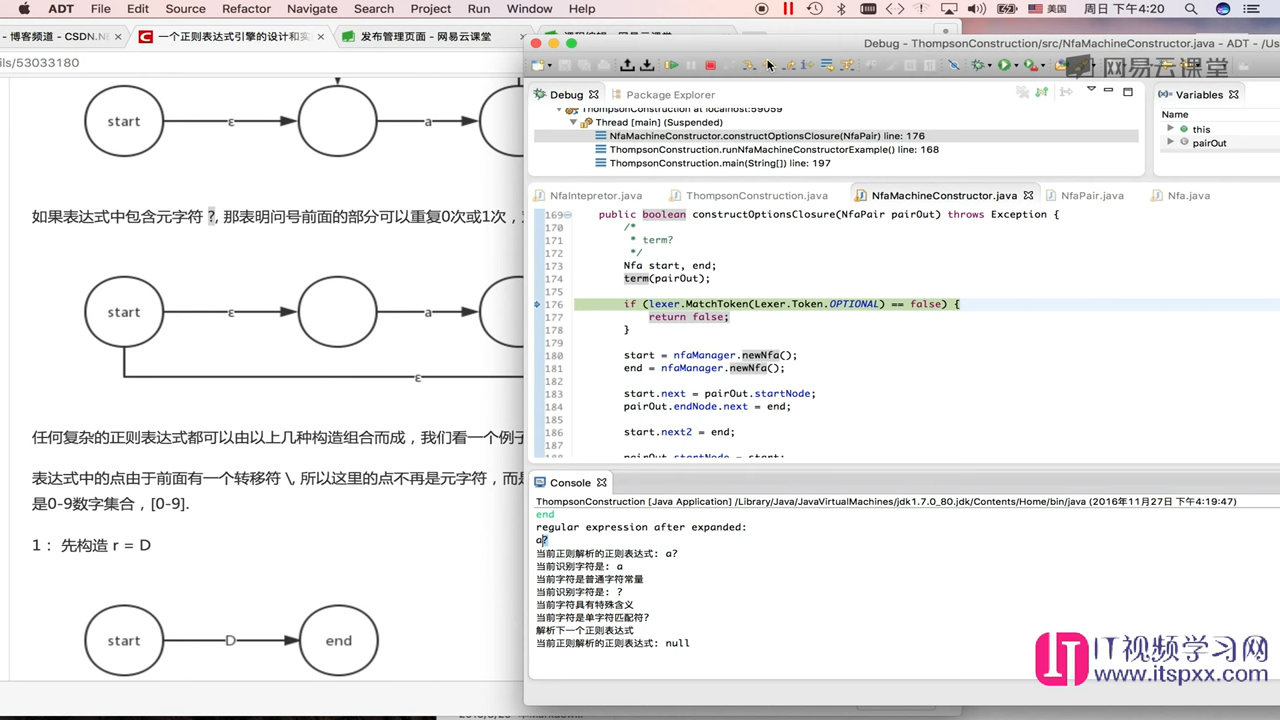 ADT File Edit Source Refactor Navigate Search Project Run Window Help 美国 周日 下午4:20
- 博客频道 - CSDN.NE 一个正则表达式引擎的设计和实 发布管理页面 - 网易云课堂
ils/53033180
Debug - ThompsonConstruction/src/NfaMachineConstructor.java - ADT - /Use
网易云课堂
Debug Package Explorer
Variables
ThompsonConstruction at localhost:59059
Thread [main] (Suspended)
NfaMachineConstructor.constructOptionsClosure(NfaPair) line: 176
ThompsonConstruction.runNfaMachineConstructorExample() line: 168
ThompsonConstruction.main(String[]) line: 197
Name
this
pairOut
start ε a
如果表达式中包含元字符 ?, 那表明问号前面的部分可以重复0次或1次，
start ε a
ε
任何复杂的正则表达式都可以由以上几种构造组合而成，我们看一个例子
表达式中的点由于前面有一个转移符 \, 所以这里的点不再是元字符，而是
是0-9数字集合，[0-9].
1： 先构造 r = D
start D end
NfaIntepretor.java ThompsonConstruction.java NfaMachineConstructor.java NfaPair.java Nfa.java
169 public boolean constructOptionsClosure(NfaPair pairOut) throws Exception {
170 /*
171 * term?
172 */
173 Nfa start, end;
174 term(pairOut);
175
176 if (lexer.MatchToken(Lexer.Token.OPTIONAL) == false) {
177 return false;
178 }
179
180 start = nfaManager.newNfa();
181 end = nfaManager.newNfa();
182
183 start.next = pairOut.startNode;
184 pairOut.endNode.next = end;
185
186 start.next2 = end;
187
188 pairOut.startNode = start;
Console
ThompsonConstruction [Java Application] /Library/Java/JavaVirtualMachines/jdk1.7.0_80.jdk/Contents/Home/bin/java (2016年11月27日 下午4:19:47)
end
regular expression after expanded:
a?
当前正则解析的正则表达式: a?
当前识别字符是: a
当前字符是普通字符常量
当前识别字符是: ?
当前字符具有特殊含义
当前字符是单字符匹配符?
解析下一个正则表达式
当前正则解析的正则表达式: null
IT IT视频学习网
www.itspxx.com